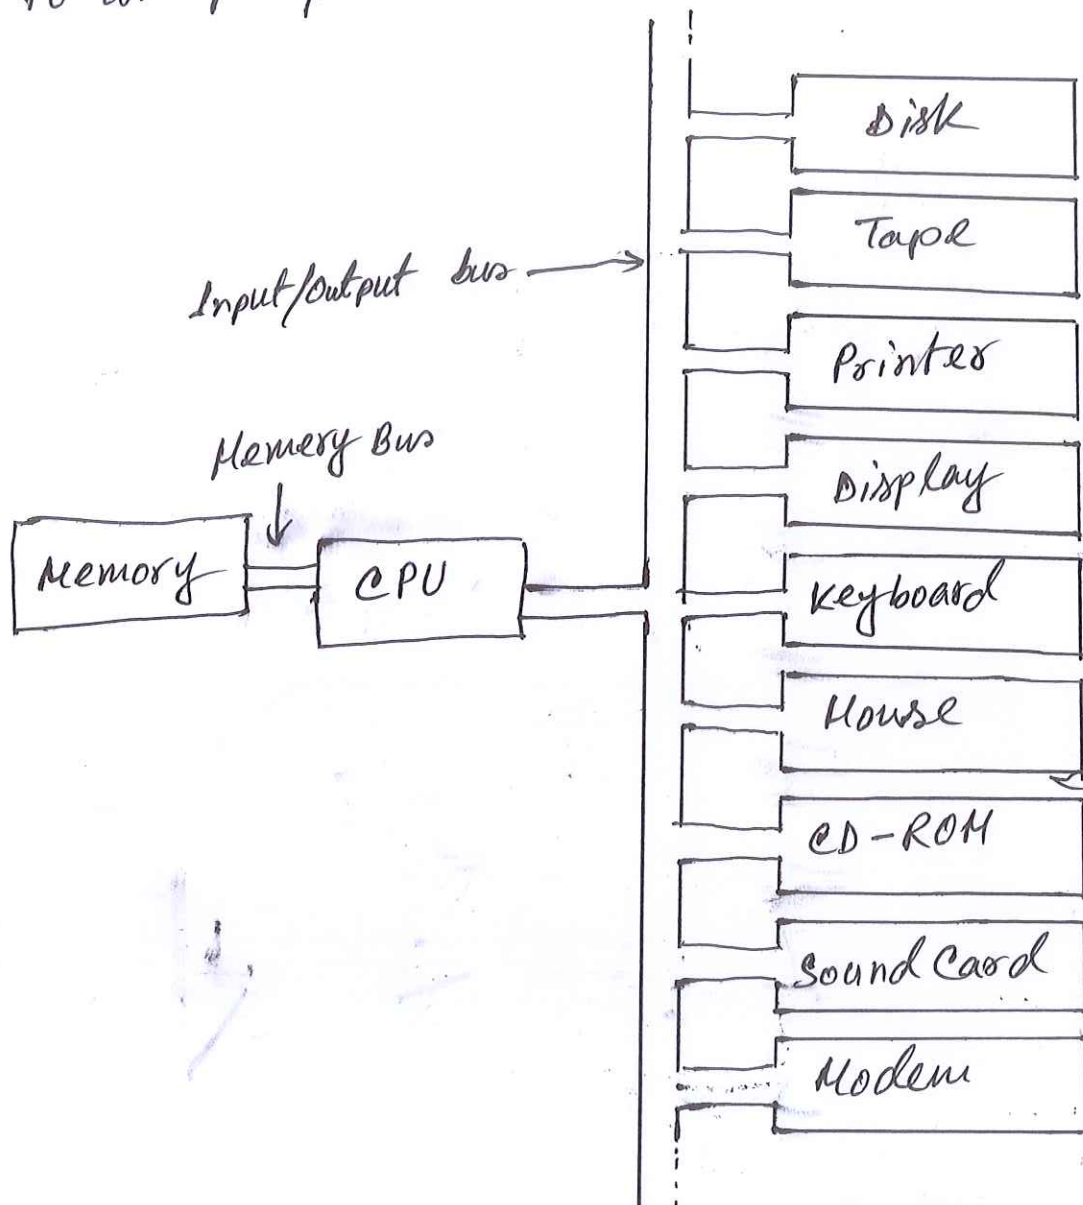 Disk
Tape
Input/Output bus
Printer
Memory Bus
Display
Memory
CPU
Keyboard
Mouse
CD-ROM
Sound Card
Modem